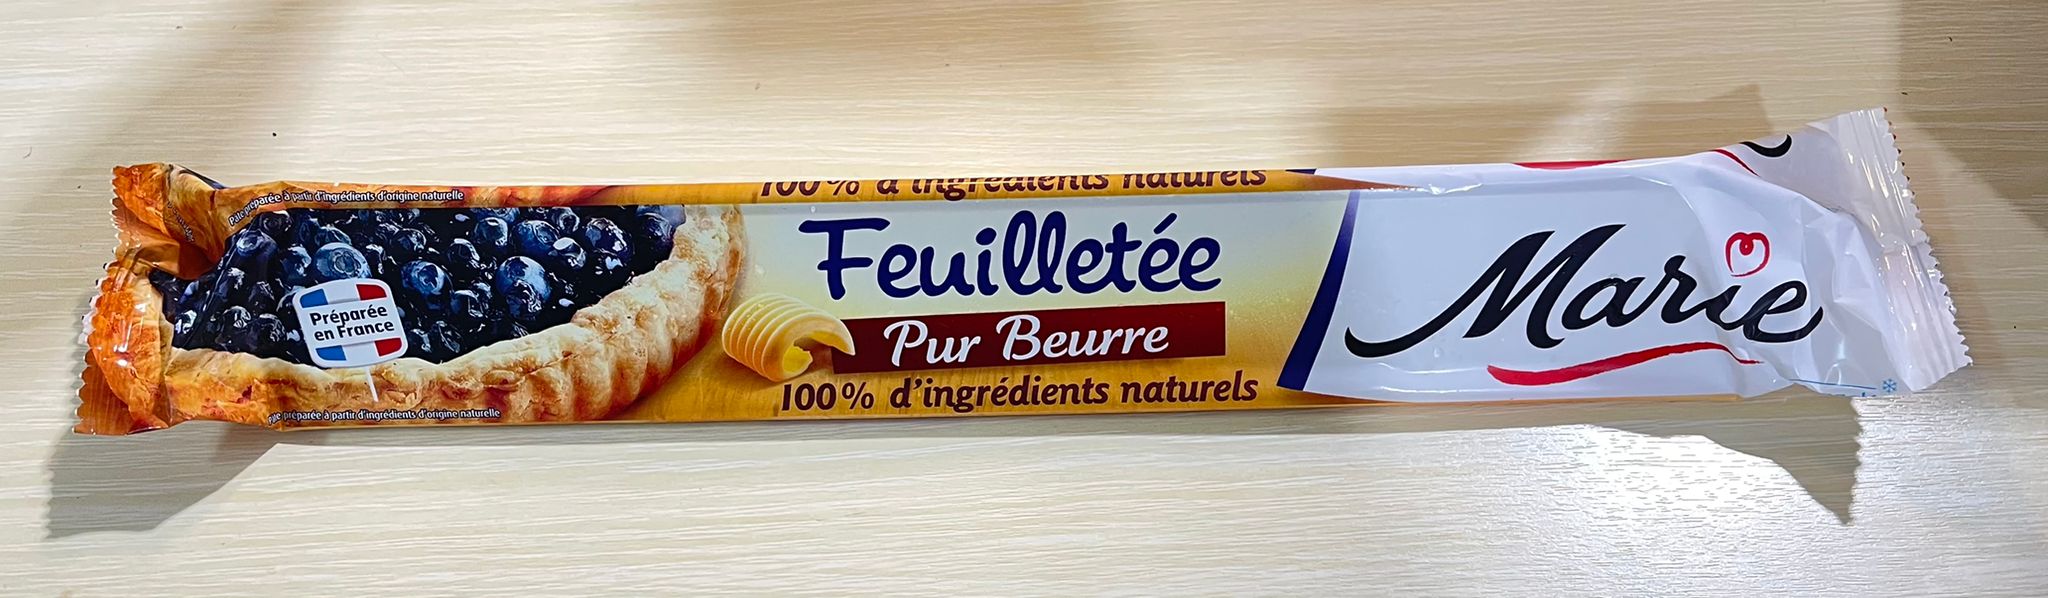 Pâte préparée à partir d'ingrédients d'origine naturelle
100% d'ingrédients naturels
Préparée
en France
Feuilletée
Pur Beurre
100% d'ingrédients naturels
Marie
Pâte préparée à partir d'ingrédients d'origine naturelle